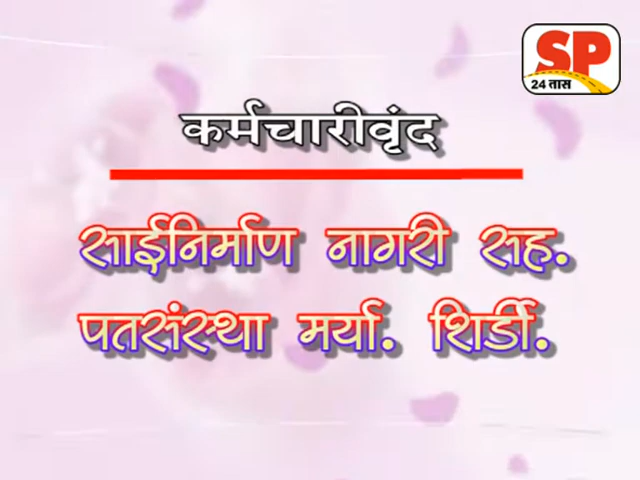 SP
24 तास
कर्मचारीवृंद
साईनिर्माण नागरी सह.
पतसंस्था मर्या. शिर्डी.